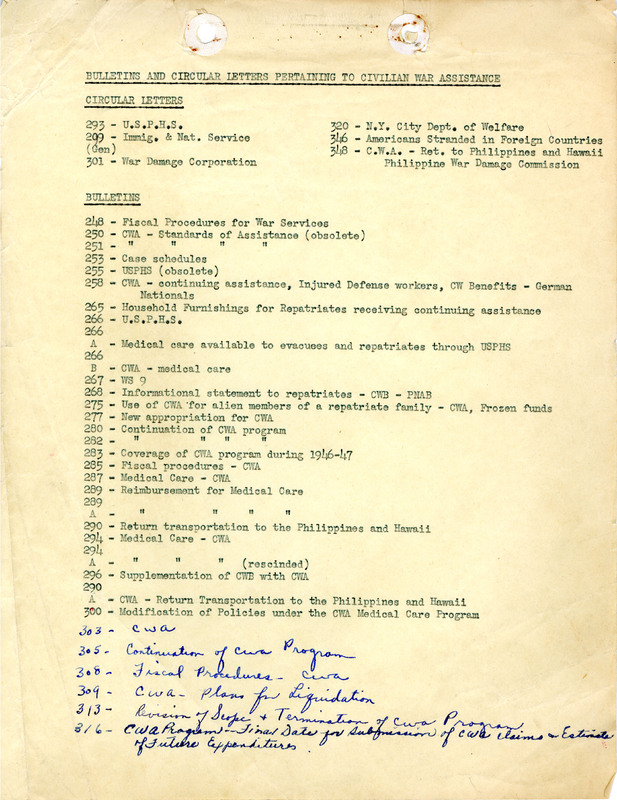 BULLETINS AND CIRCULAR LETTERS PERTAINING TO CIVILIAN WAR ASSISTANCE
CIRCULAR LETTERS
293 - U.S.P.H.S.
299 - Immig. & Nat. Service
(Gen)
301 - War Damage Corporation
320 - N.Y. City Dept. of Welfare
346 - Americans Stranded in Foreign Countries
348 - C.W.A. - Ret. to Philippines and Hawaii
Philippine War Damage Commission
BULLETINS
248 - Fiscal Procedures for War Services
250 - CWA - Standards of Assistance (obsolete)
251 - " " " "
253 - Case schedules
255 - USPHS (obsolete)
258 - CWA - continuing assistance, Injured Defense workers, CW Benefits - German
Nationals
265 - Household Furnishings for Repatriates receiving continuing assistance
266 - U.S.P.H.S.
266
A - Medical care available to evacues and repatriates through USPHS
266
B - CWA - medical care
267 - WS 9
268 - Informational statement to repatriates - CWB - PNAB
275 - Use of CWA for alien members of a repatriate family - CWA, Frozen funds
277 - New appropriation for CWA
280 - Continuation of CWA program
282 - " " " "
283 - Coverage of CWA program during 1946-47
285 - Fiscal procedures - CWA
287 - Medical Care - CWA
289 - Reimbursement for Medical Care
289
A - " " " "
290 - Return transportation to the Philippines and Hawaii
294 - Medical Care - CWA
294
A - " " " (rescinded)
296 - Supplementation of CWB with CWA
290
A - CWA - Return Transportation to the Philippines and Hawaii
300 - Modification of Policies under the CWA Medical Care Program
303 - CWA
305 - Continuation of CWA Program
308 - Fiscal Procedures - CWA
309 - CWA - Plans for Liquidation
313 - Revision of Scope & Termination of CWA Program
316 - CWA Program - Final Date for Submission of CWA Claims & Estimate
of Future Expenditures.